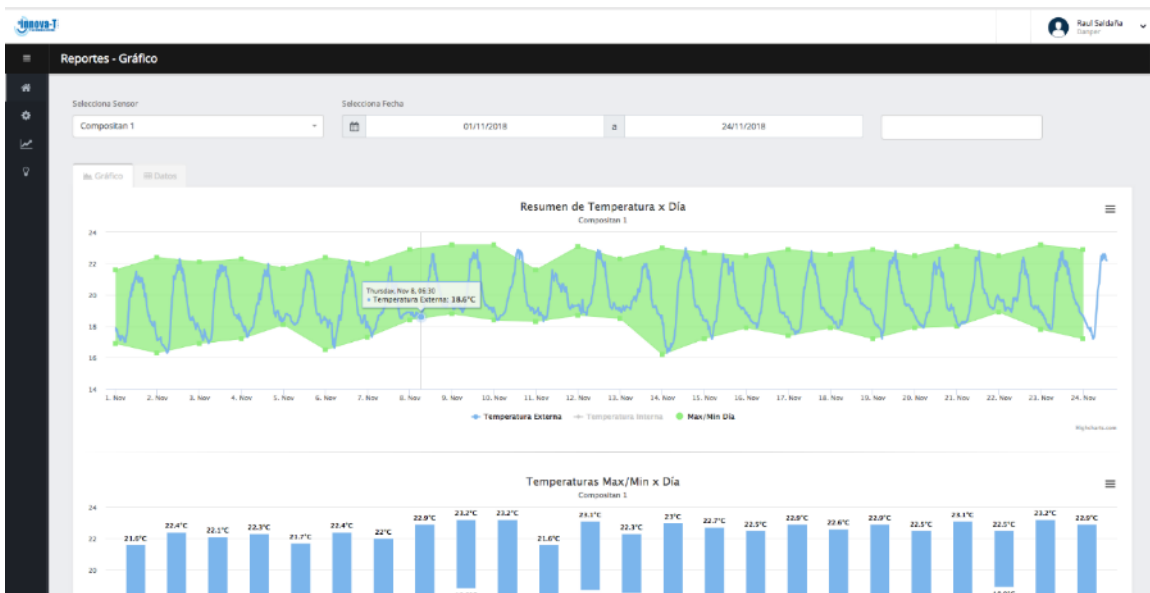 innova-T
Raul Saldaña
Danper
Reportes - Gráfico
Selecciona Sensor
Selecciona Fecha
Compositan 1
01/11/2018
a
24/11/2018
Gráfico
Datos
Resumen de Temperatura x Día
Compositan 1
24
22
20
18
16
14
Thursday, Nov 8, 06:30
Temperatura Externa: 18.6°C
1. Nov 2. Nov 3. Nov 4. Nov 5. Nov 6. Nov 7. Nov 8. Nov 9. Nov 10. Nov 11. Nov 12. Nov 13. Nov 14. Nov 15. Nov 16. Nov 17. Nov 18. Nov 19. Nov 20. Nov 21. Nov 22. Nov 23. Nov 24. Nov
Temperatura Externa Temperatura Interna Max/Min Día
Highcharts.com
Temperaturas Max/Min x Día
Compositan 1
24
22
20
21.6°C 22.4°C 22.1°C 22.3°C 21.7°C 22.4°C 22°C 22.9°C 23.2°C 23.2°C 21.6°C 23.1°C 22.3°C 23°C 22.7°C 22.5°C 22.9°C 22.6°C 22.9°C 22.5°C 23.1°C 22.5°C 23.2°C 22.9°C